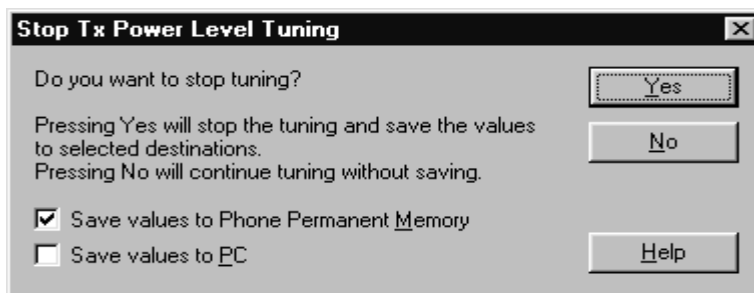 Stop Tx Power Level Tuning
Do you want to stop tuning?
Yes
Pressing Yes will stop the tuning and save the values
to selected destinations.
Pressing No will continue tuning without saving.
No
Save values to Phone Permanent Memory
Save values to PC
Help